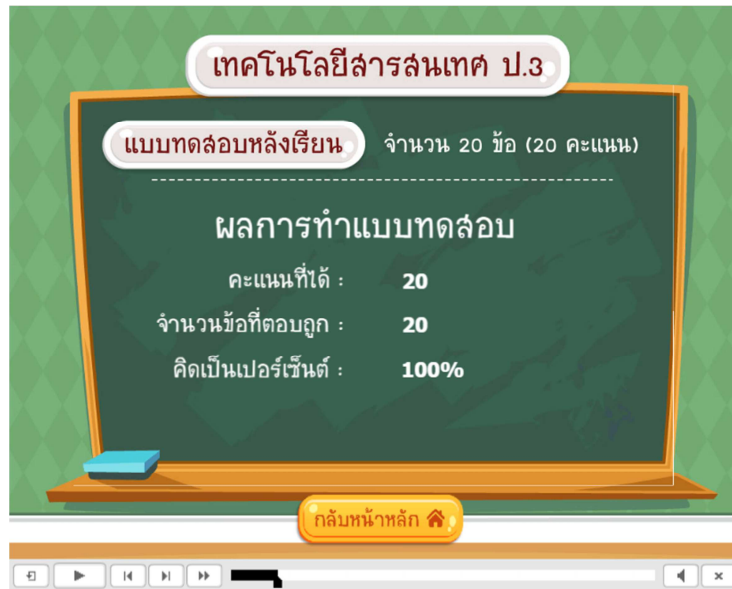 เทคโนโลยีสารสนเทศ ป.3
แบบทดสอบหลังเรียน จำนวน 20 ข้อ (20 คะแนน)
ผลการทำแบบทดสอบ
คะแนนที่ได้ : 20
จำนวนข้อที่ตอบถูก : 20
คิดเป็นเปอร์เซ็นต์ : 100%
กลับหน้าหลัก